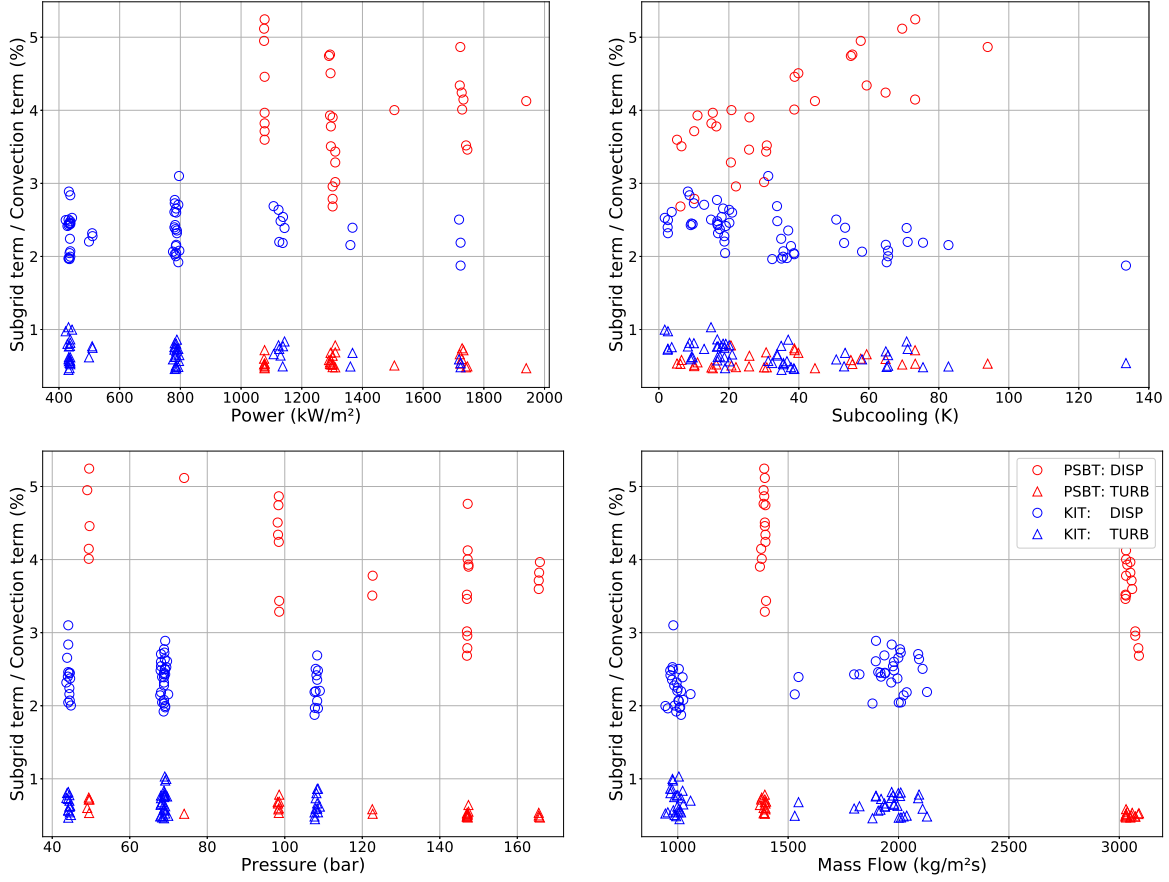 Subgrid term / Convection term (%)
5
4
3
2
1
400 600 800 1000 1200 1400 1600 1800 2000
Power (kW/m²)
Subgrid term / Convection term (%)
5
4
3
2
1
0 20 40 60 80 100 120 140
Subcooling (K)
Subgrid term / Convection term (%)
5
4
3
2
1
40 60 80 100 120 140 160
Pressure (bar)
Subgrid term / Convection term (%)
5
4
3
2
1
1000 1500 2000 2500 3000
Mass Flow (kg/m²s)
PSBT: DISP
PSBT: TURB
KIT: DISP
KIT: TURB